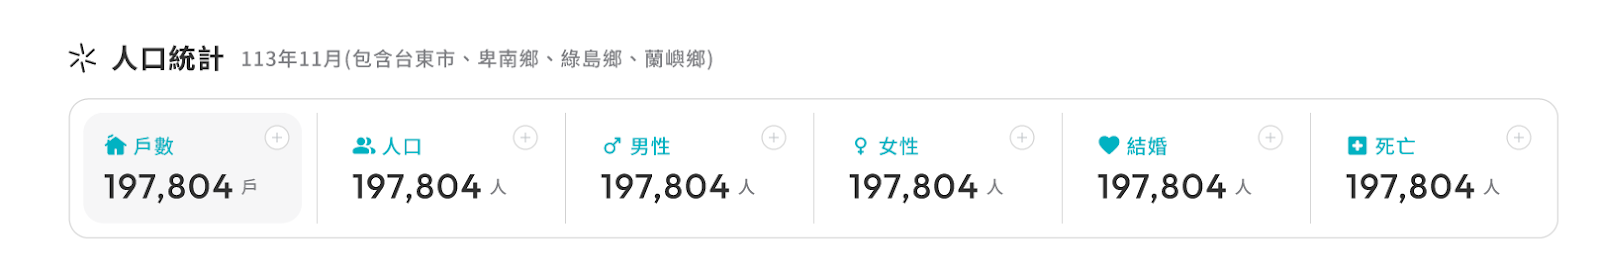 人口統計 113年11月(包含台東市、卑南鄉、綠島鄉、蘭嶼鄉)
戶數 人口 男性 女性 結婚 死亡
197,804 戶 197,804 人 197,804 人 197,804 人 197,804 人 197,804 人